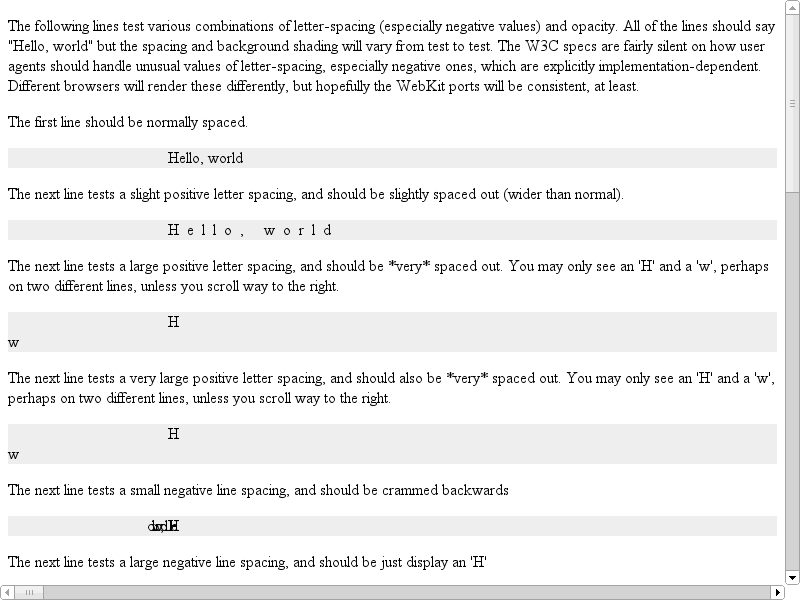 The following lines test various combinations of letter-spacing (especially negative values) and opacity. All of the lines should say
"Hello, world" but the spacing and background shading will vary from test to test. The W3C specs are fairly silent on how user
agents should handle unusual values of letter-spacing, especially negative ones, which are explicitly implementation-dependent.
Different browsers will render these differently, but hopefully the WebKit ports will be consistent, at least.
The first line should be normally spaced.
Hello, world
The next line tests a slight positive letter spacing, and should be slightly spaced out (wider than normal).
H e l l o ,   w o r l d
The next line tests a large positive letter spacing, and should be *very* spaced out. You may only see an 'H' and a 'w', perhaps
on two different lines, unless you scroll way to the right.
H
w
The next line tests a very large positive letter spacing, and should also be *very* spaced out. You may only see an 'H' and a 'w',
perhaps on two different lines, unless you scroll way to the right.
H
w
The next line tests a small negative line spacing, and should be crammed backwards
The next line tests a large negative line spacing, and should be just display an 'H'